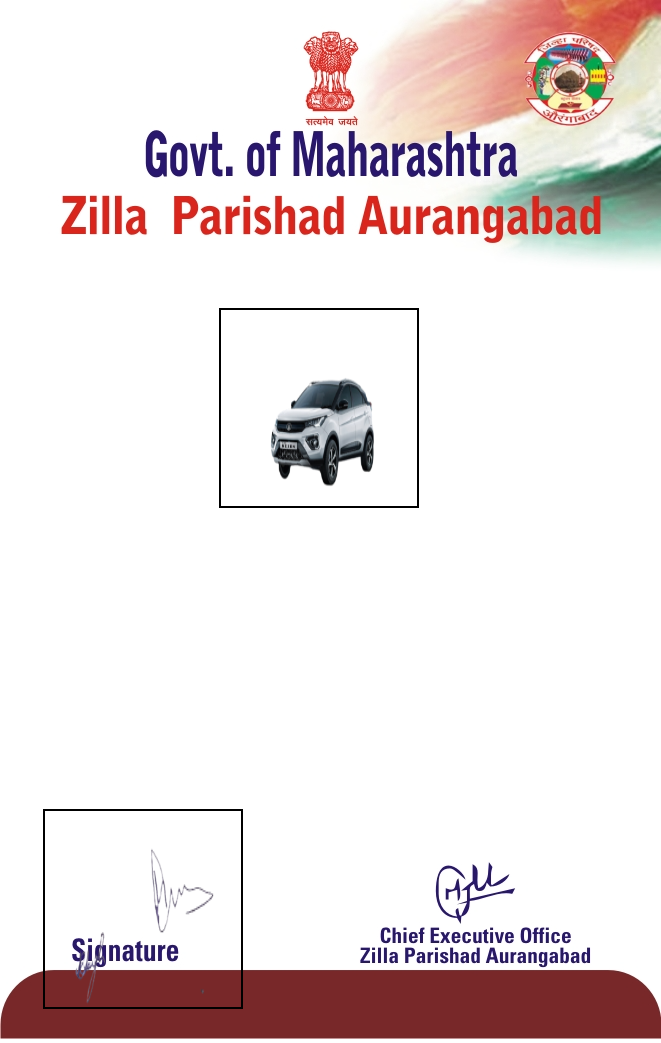 जिल्हा परिषद
औरंगाबाद
सत्यमेव जयते
Govt. of Maharashtra
Zilla Parishad Aurangabad
Signature
Chief Executive Office
Zilla Parishad Aurangabad